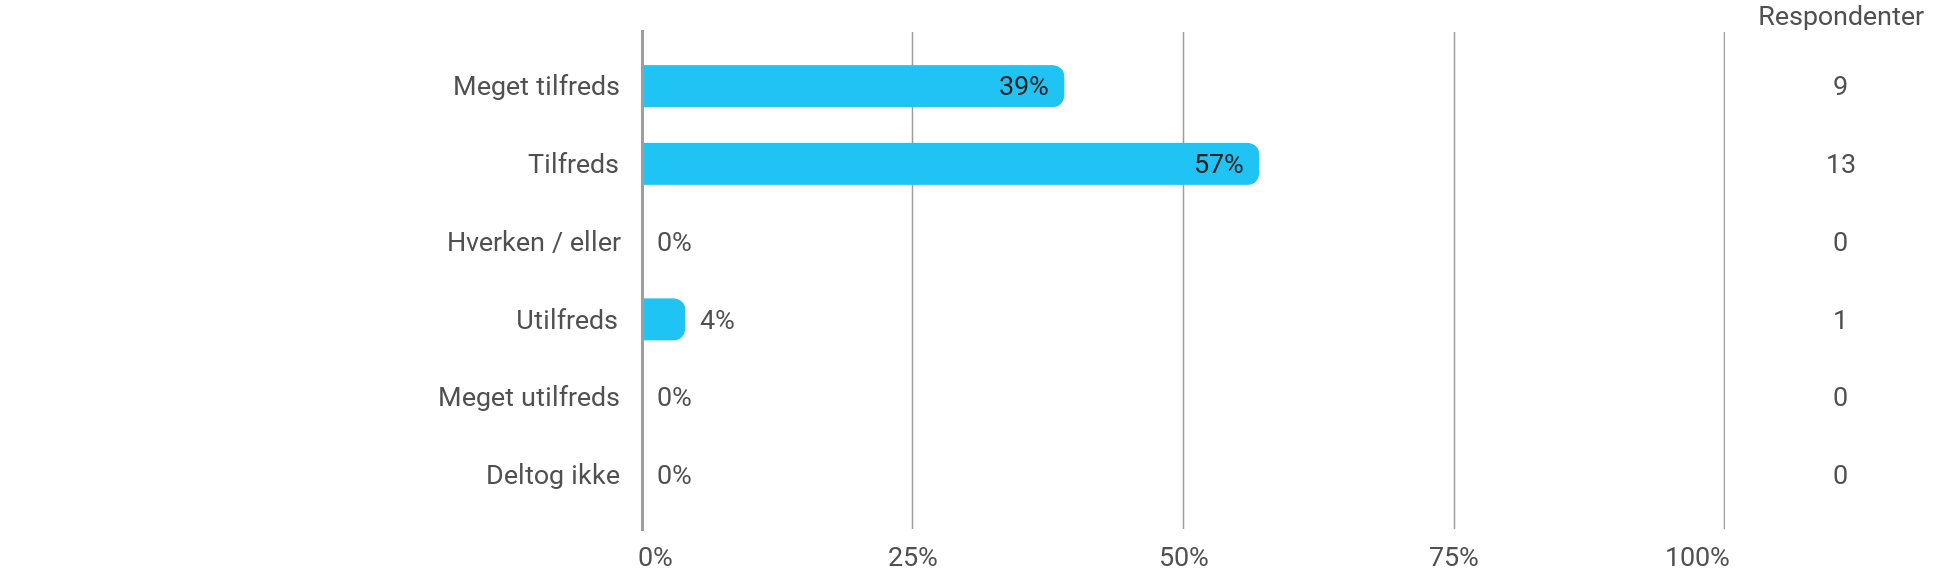 Respondenter
Meget tilfreds 39% 9
Tilfreds 57% 13
Hverken / eller 0% 0
Utilfreds 4% 1
Meget utilfreds 0% 0
Deltog ikke 0% 0
0% 25% 50% 75% 100%